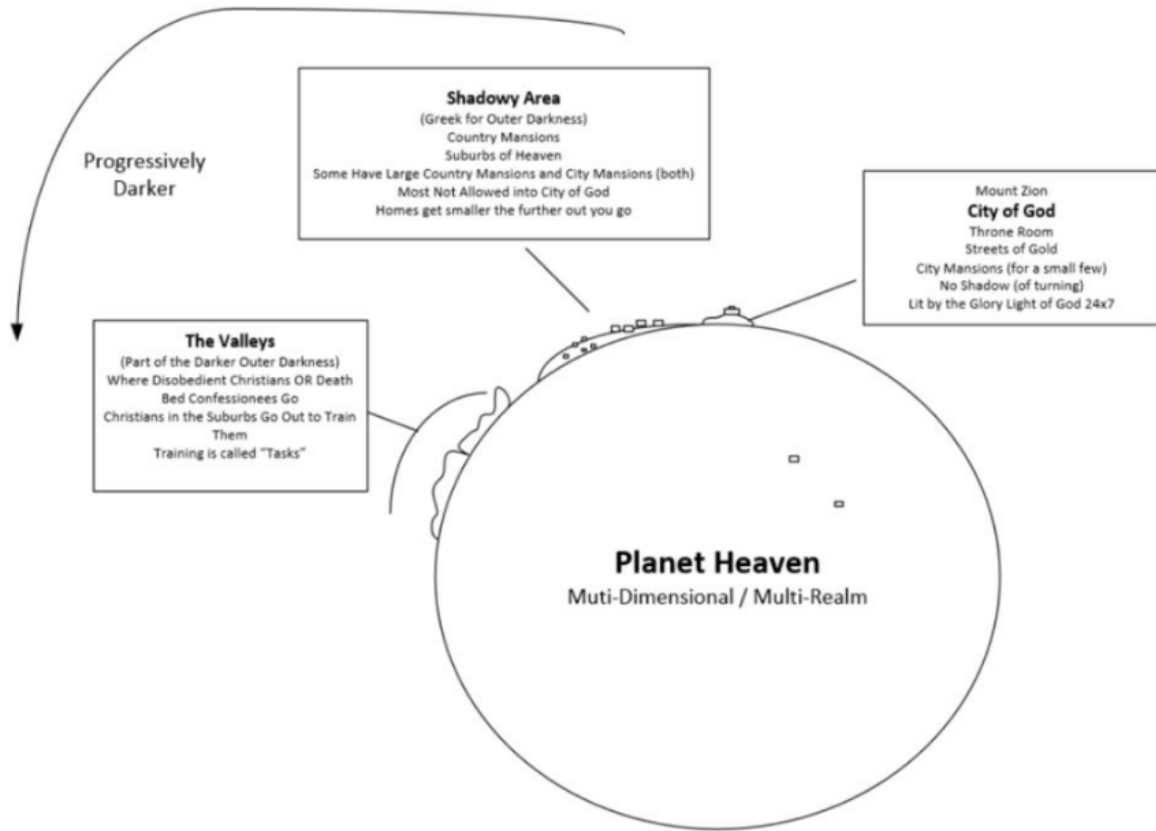 Progressively
Darker
Shadowy Area
(Greek for Outer Darkness)
Country Mansions
Suburbs of Heaven
Some Have Large Country Mansions and City Mansions (both)
Most Not Allowed into City of God
Homes get smaller the further out you go
Mount Zion
City of God
Throne Room
Streets of Gold
City Mansions (for a small few)
No Shadow (of turning)
Lit by the Glory Light of God 24x7
The Valleys
(Part of the Darker Outer Darkness)
Where Disobedient Christians OR Death
Bed Confessionees Go
Christians in the Suburbs Go Out to Train
Them
Training is called “Tasks”
Planet Heaven
Muti-Dimensional / Multi-Realm